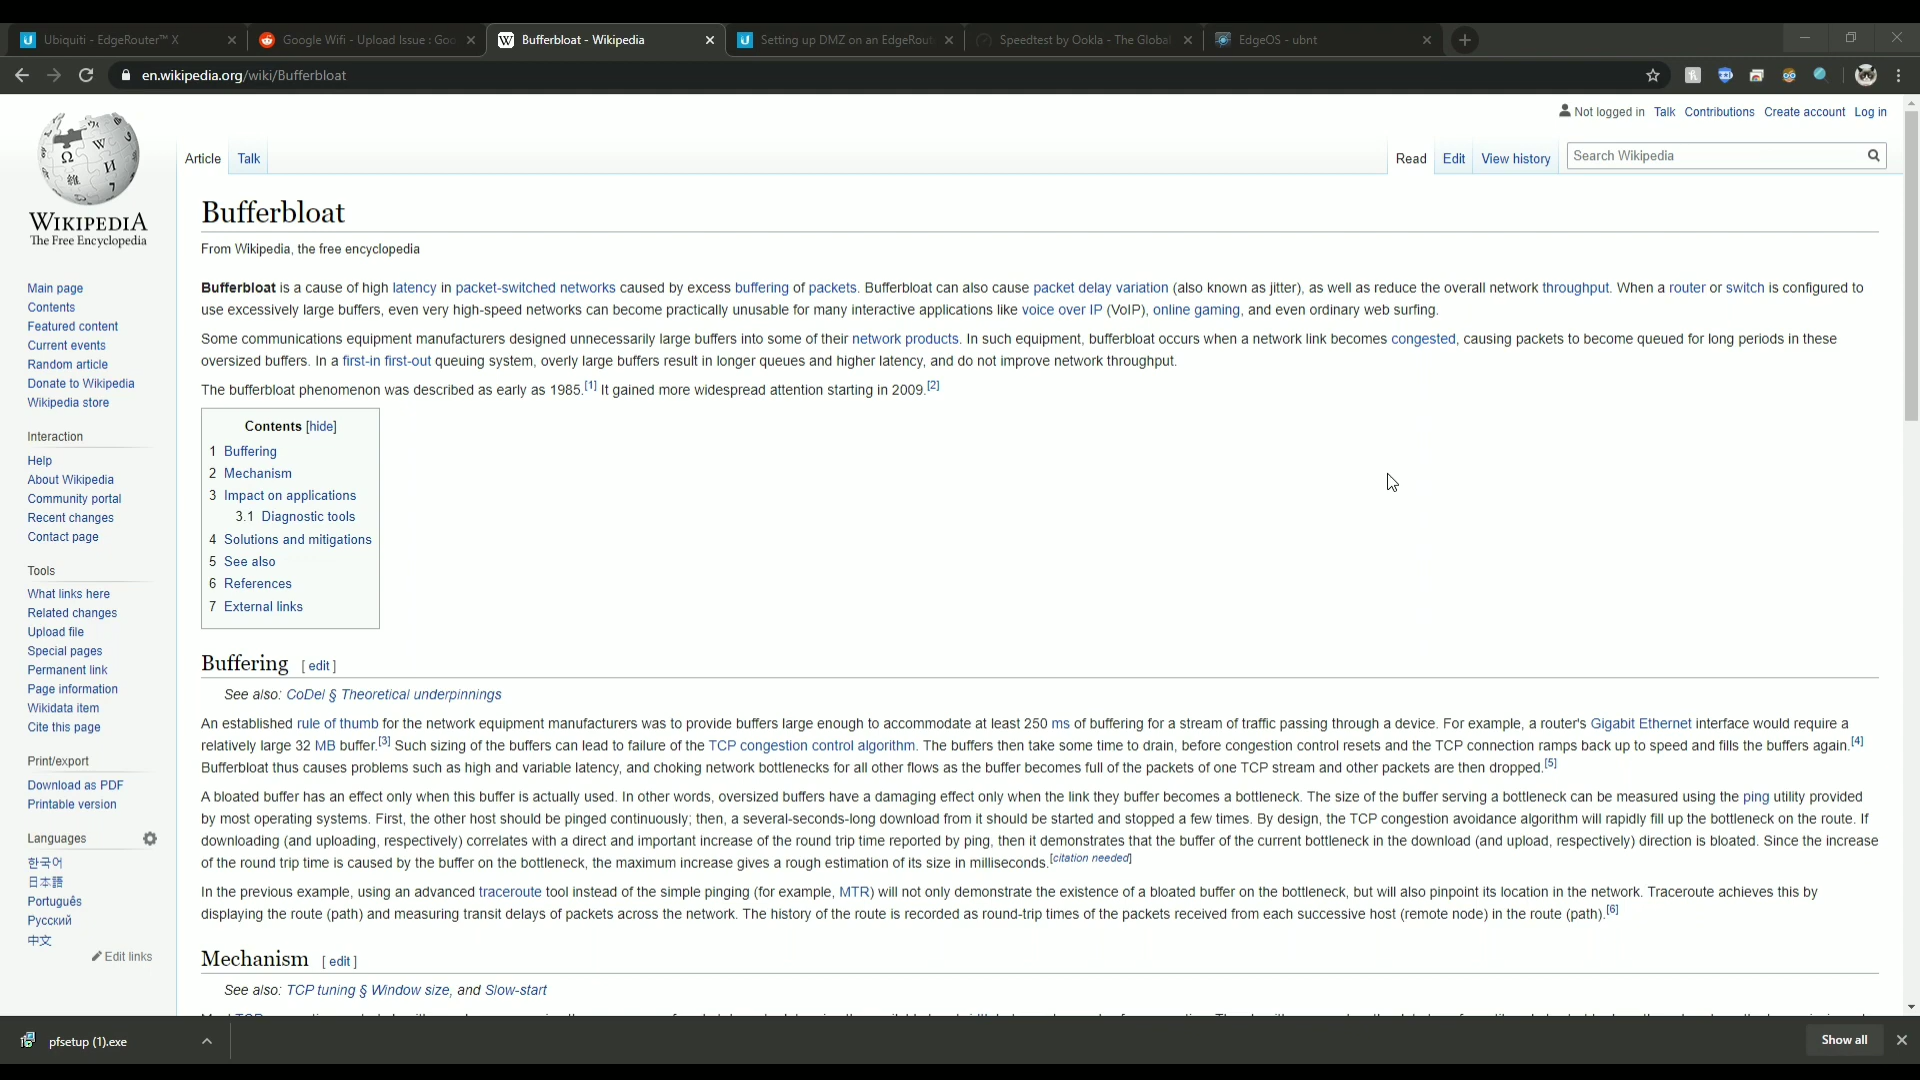 Ubiquiti - EdgeRouter™ X
Google Wifi - Upload Issue : Goo
Bufferbloat - Wikipedia
Setting up DMZ on an EdgeRout
Speedtest by Ookla - The Global
EdgeOS - ubnt
en.wikipedia.org/wiki/Bufferbloat
Not logged in Talk Contributions Create account Log in
Article Talk Read Edit View history Search Wikipedia
WIKIPEDIA
The Free Encyclopedia
Main page
Contents
Featured content
Current events
Random article
Donate to Wikipedia
Wikipedia store
Interaction
Help
About Wikipedia
Community portal
Recent changes
Contact page
Tools
What links here
Related changes
Upload file
Special pages
Permanent link
Page information
Wikidata item
Cite this page
Print/export
Download as PDF
Printable version
Languages
한국어
日本語
Português
Русский
中文
Edit links
Bufferbloat
From Wikipedia, the free encyclopedia
Bufferbloat is a cause of high latency in packet-switched networks caused by excess buffering of packets. Bufferbloat can also cause packet delay variation (also known as jitter), as well as reduce the overall network throughput. When a router or switch is configured to
use excessively large buffers, even very high-speed networks can become practically unusable for many interactive applications like voice over IP (VoIP), online gaming, and even ordinary web surfing.
Some communications equipment manufacturers designed unnecessarily large buffers into some of their network products. In such equipment, bufferbloat occurs when a network link becomes congested, causing packets to become queued for long periods in these
oversized buffers. In a first-in first-out queuing system, overly large buffers result in longer queues and higher latency, and do not improve network throughput.
The bufferbloat phenomenon was described as early as 1985.[1] It gained more widespread attention starting in 2009.[2]
Contents [hide]
1 Buffering
2 Mechanism
3 Impact on applications
3.1 Diagnostic tools
4 Solutions and mitigations
5 See also
6 References
7 External links
Buffering [ edit ]
See also: CoDel § Theoretical underpinnings
An established rule of thumb for the network equipment manufacturers was to provide buffers large enough to accommodate at least 250 ms of buffering for a stream of traffic passing through a device. For example, a router's Gigabit Ethernet interface would require a
relatively large 32 MB buffer.[3] Such sizing of the buffers can lead to failure of the TCP congestion control algorithm. The buffers then take some time to drain, before congestion control resets and the TCP connection ramps back up to speed and fills the buffers again.[4]
Bufferbloat thus causes problems such as high and variable latency, and choking network bottlenecks for all other flows as the buffer becomes full of the packets of one TCP stream and other packets are then dropped.[5]
A bloated buffer has an effect only when this buffer is actually used. In other words, oversized buffers have a damaging effect only when the link they buffer becomes a bottleneck. The size of the buffer serving a bottleneck can be measured using the ping utility provided
by most operating systems. First, the other host should be pinged continuously; then, a several-seconds-long download from it should be started and stopped a few times. By design, the TCP congestion avoidance algorithm will rapidly fill up the bottleneck on the route. If
downloading (and uploading, respectively) correlates with a direct and important increase of the round trip time reported by ping, then it demonstrates that the buffer of the current bottleneck in the download (and upload, respectively) direction is bloated. Since the increase
of the round trip time is caused by the buffer on the bottleneck, the maximum increase gives a rough estimation of its size in milliseconds.[citation needed]
In the previous example, using an advanced traceroute tool instead of the simple pinging (for example, MTR) will not only demonstrate the existence of a bloated buffer on the bottleneck, but will also pinpoint its location in the network. Traceroute achieves this by
displaying the route (path) and measuring transit delays of packets across the network. The history of the route is recorded as round-trip times of the packets received from each successive host (remote node) in the route (path).[6]
Mechanism [ edit ]
See also: TCP tuning § Window size, and Slow-start
pfsetup (1).exe
Show all